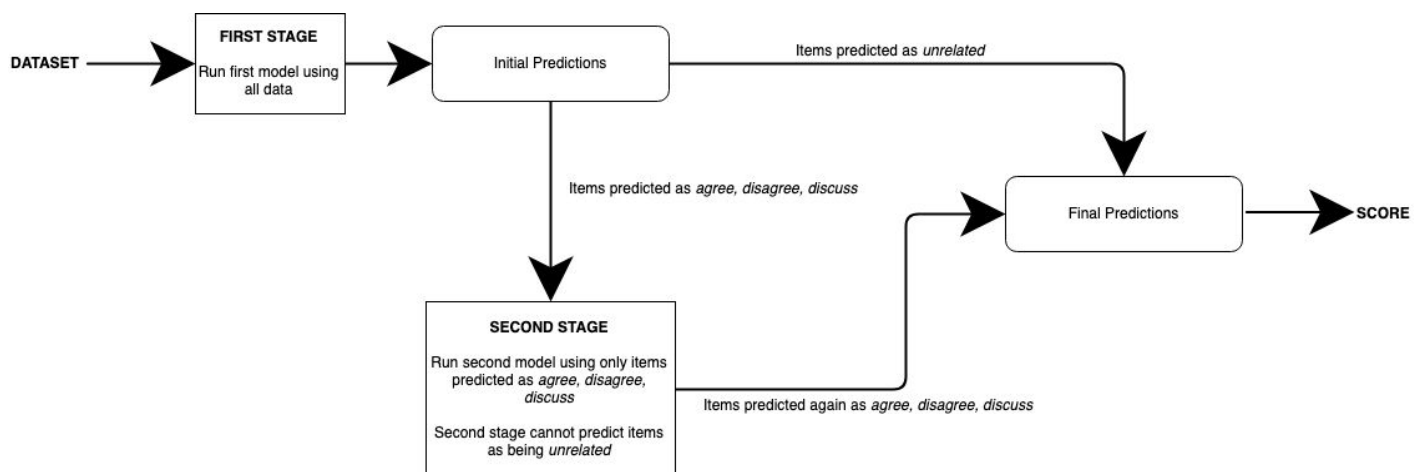 DATASET
FIRST STAGE
Run first model using
all data
Initial Predictions
Items predicted as unrelated
Items predicted as agree, disagree, discuss
Final Predictions
SCORE
SECOND STAGE
Run second model using only items
predicted as agree, disagree,
discuss
Second stage cannot predict items
as being unrelated
Items predicted again as agree, disagree, discuss